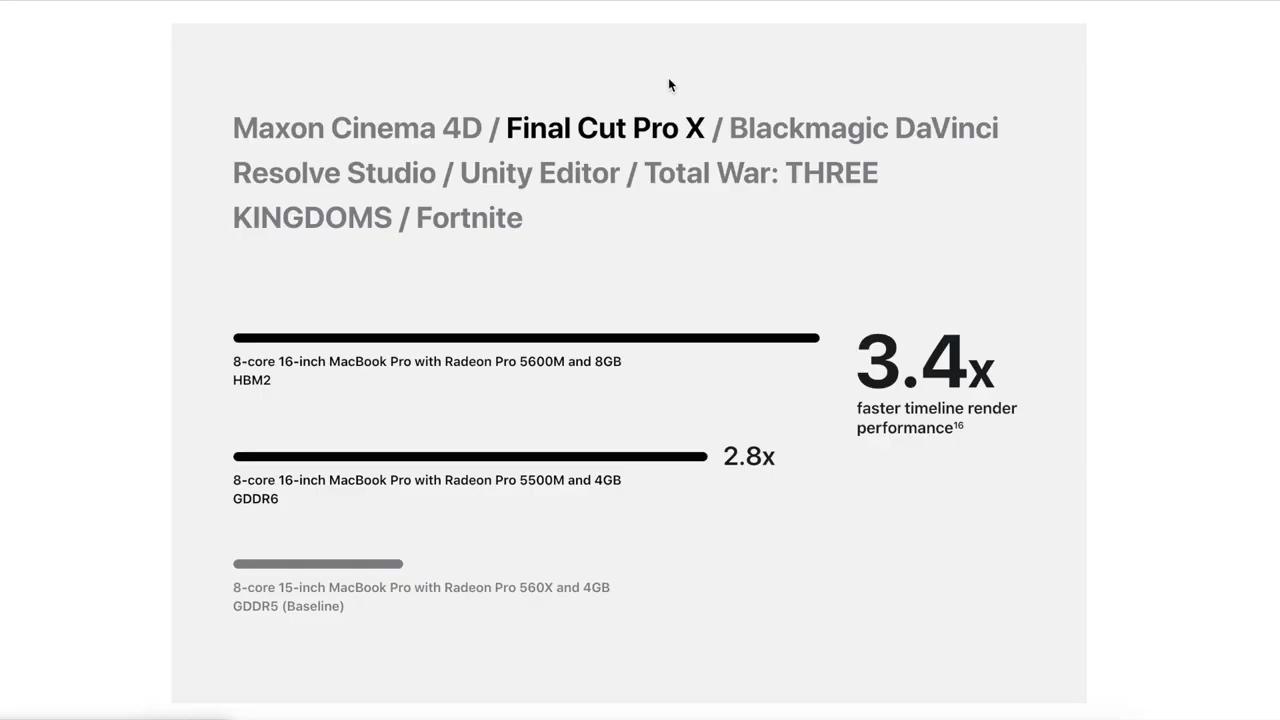 Maxon Cinema 4D / Final Cut Pro X / Blackmagic DaVinci
Resolve Studio / Unity Editor / Total War: THREE
KINGDOMS / Fortnite
8-core 16-inch MacBook Pro with Radeon Pro 5600M and 8GB
HBM2
3.4x
faster timeline render
performance¹⁶
2.8x
8-core 16-inch MacBook Pro with Radeon Pro 5500M and 4GB
GDDR6
8-core 15-inch MacBook Pro with Radeon Pro 560X and 4GB
GDDR5 (Baseline)